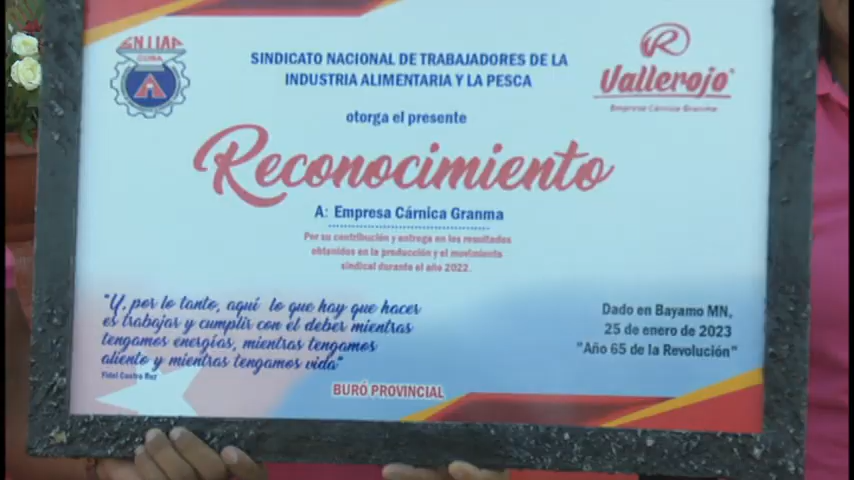 SNTIAP
CUBA
SINDICATO NACIONAL DE TRABAJADORES DE LA
INDUSTRIA ALIMENTARIA Y LA PESCA
Vallerojo
Empresa Cárnica Granma
otorga el presente
Reconocimiento
A: Empresa Cárnica Granma
Por su contribución y entrega en los resultados
obtenidos en la producción y el movimiento
sindical durante el año 2022.
"Y, por lo tanto, aquí lo que hay que hacer
es trabajar y cumplir con el deber mientras
tengamos energías, mientras tengamos
aliento y mientras tengamos vida"
Fidel Castro Ruz
Dado en Bayamo MN,
25 de enero de 2023
"Año 65 de la Revolución"
BURÓ PROVINCIAL